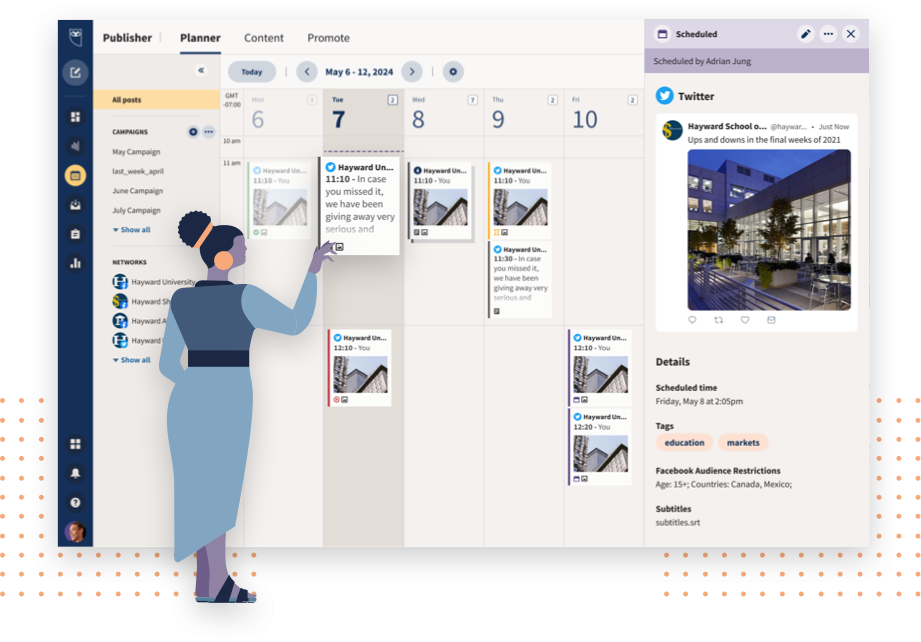 Publisher
Planner
Content
Promote
Today
May 6 - 12, 2024
GMT
-07:00
Mon
1
6
Tue
2
7
Wed
7
8
Thu
2
9
Fri
2
10
10 am
11 am
All posts
CAMPAIGNS
May Campaign
last_week_april
June Campaign
July Campaign
Show all
NETWORKS
Hayward University
Hayward Sh
Hayward A
Hayward
Show all
Hayward Un...
11:10 - You
Hayward Un...
11:10 - In case
you missed it,
we have been
giving away very
serious and
Hayward Un...
11:10 - You
Hayward Un...
11:10 - You
Hayward Un...
11:30 - In case
you missed it,
we have been
giving away very
serious and
Hayward Un...
12:10 - You
Hayward Un...
12:10 - You
Hayward Un...
12:20 - You
Scheduled
Scheduled by Adrian Jung
Twitter
Hayward School o... @haywar... • Just Now
Ups and downs in the final weeks of 2021
Details
Scheduled time
Friday, May 8 at 2:05pm
Tags
education
markets
Facebook Audience Restrictions
Age: 15+; Countries: Canada, Mexico;
Subtitles
subtitles.srt